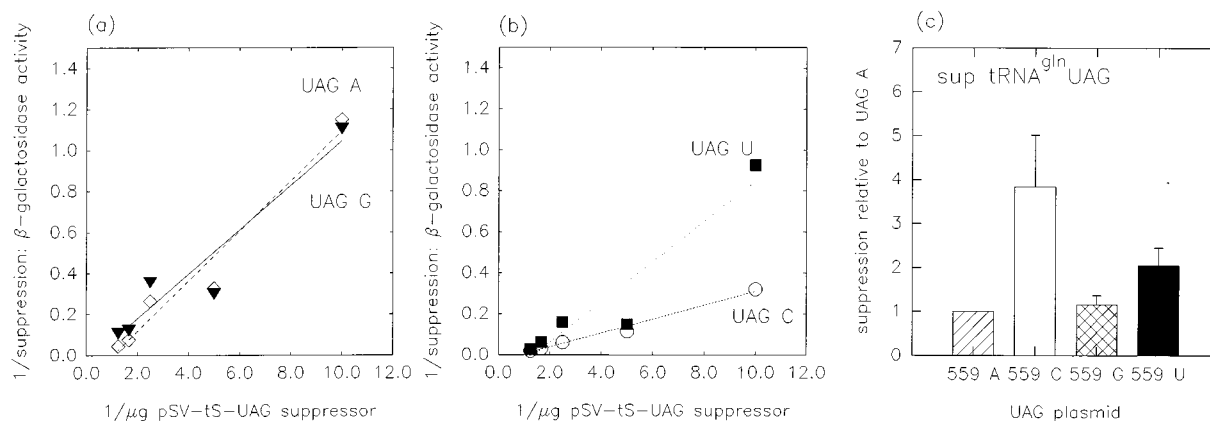 (a)
1/suppression: β-galactosidase activity
1.4
1.2
1.0
0.8
0.6
0.4
0.2
0.0
UAG A
UAG G
0.0 2.0 4.0 6.0 8.0 10.0 12.0
1/μg pSV-tS-UAG suppressor
(b)
1/suppression: β-galactosidase activity
1.4
1.2
1.0
0.8
0.6
0.4
0.2
0.0
UAG U
UAG C
0.0 2.0 4.0 6.0 8.0 10.0 12.0
1/μg pSV-tS-UAG suppressor
(c)
suppression relative to UAG A
7
6
5
4
3
2
1
0
sup tRNA^gln UAG
559 A 559 C 559 G 559 U
UAG plasmid